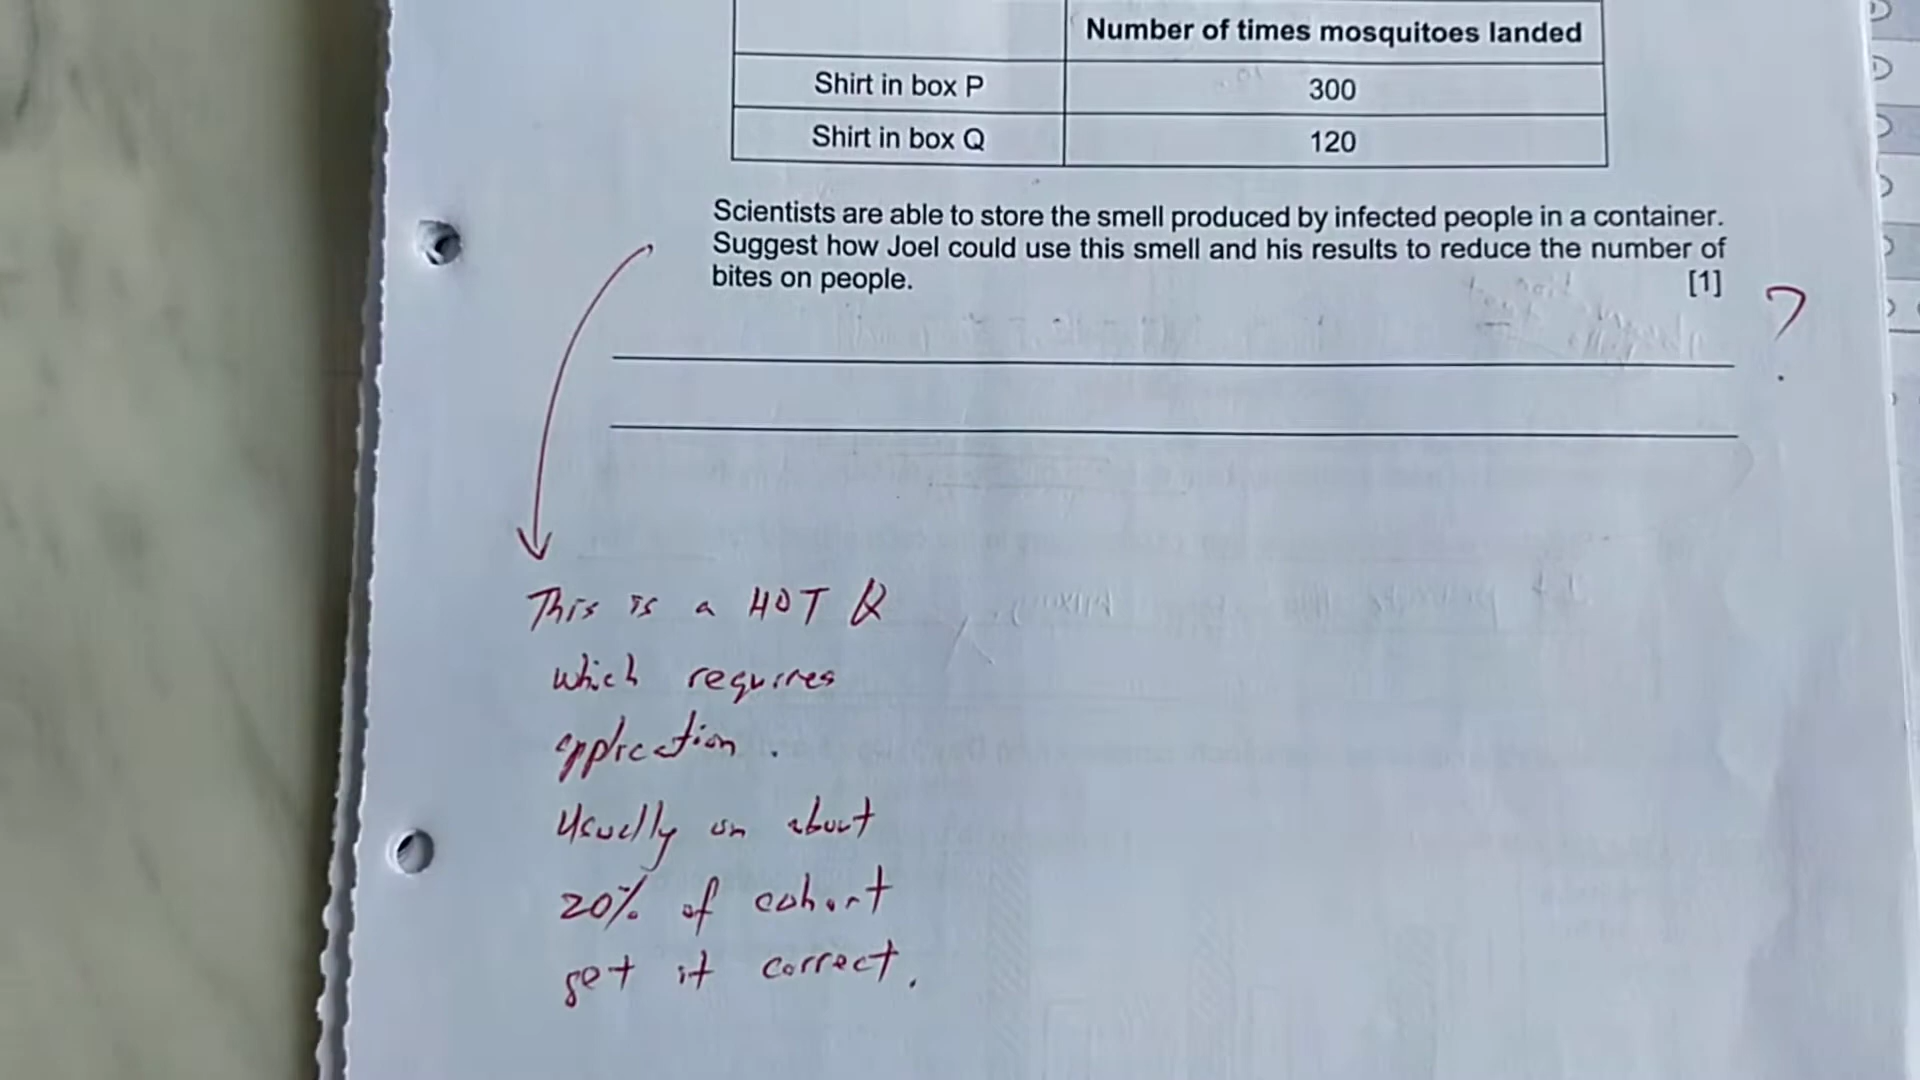 Number of times mosquitoes landed
Shirt in box P 300
Shirt in box Q 120
Scientists are able to store the smell produced by infected people in a container.
Suggest how Joel could use this smell and his results to reduce the number of
bites on people. [1]
?
This is a HOT Q
which requires
application.
Usually on about
20% of cohort
get it correct.